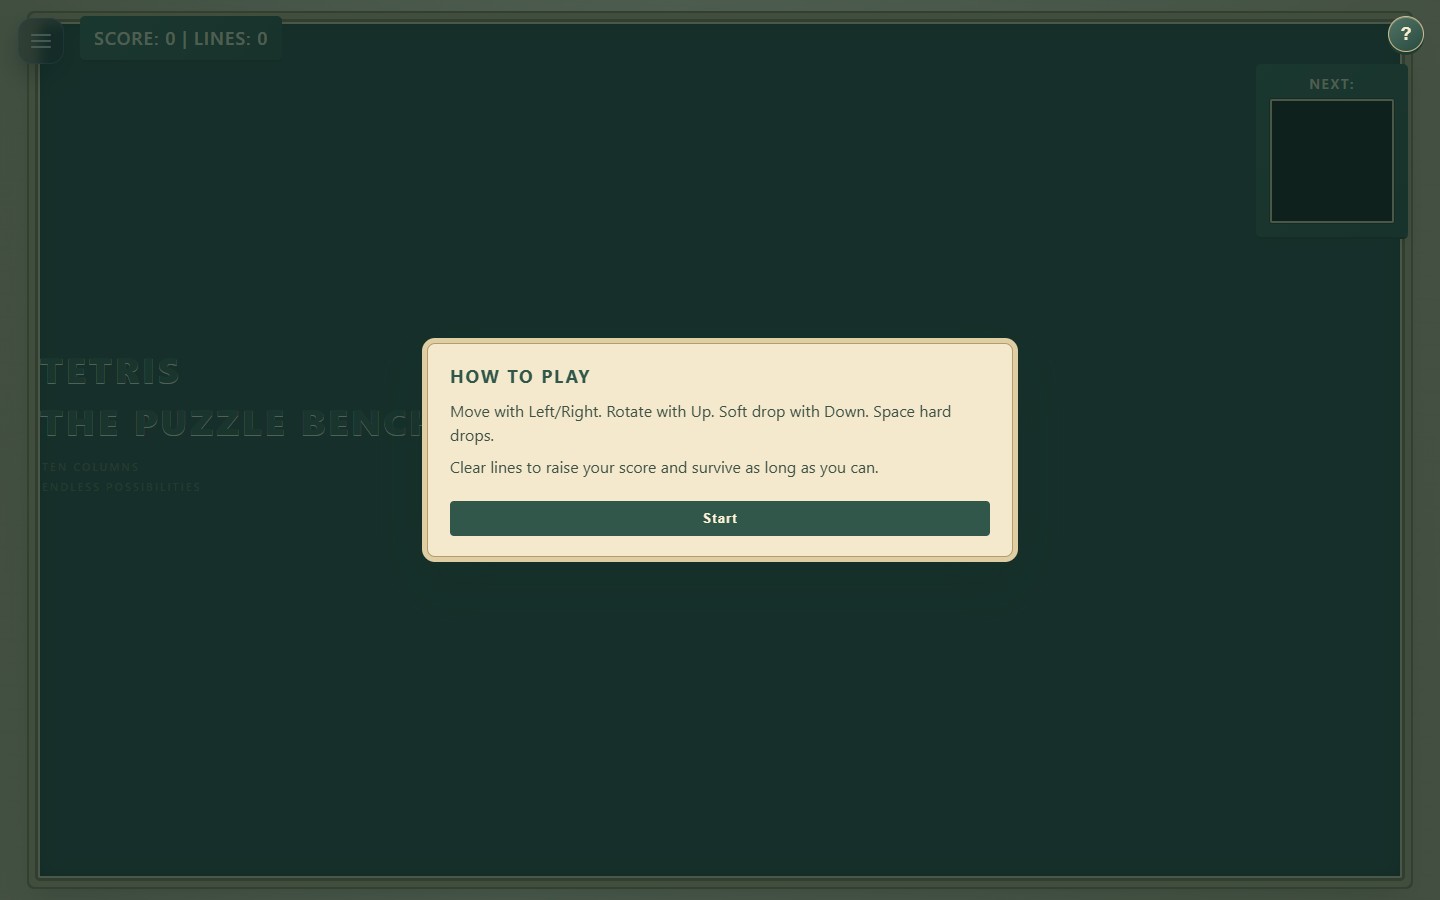 SCORE: 0 | LINES: 0
?
NEXT:
TETRIS
THE PUZZLE BENCH
TEN COLUMNS
ENDLESS POSSIBILITIES
HOW TO PLAY
Move with Left/Right. Rotate with Up. Soft drop with Down. Space hard
drops.
Clear lines to raise your score and survive as long as you can.
Start